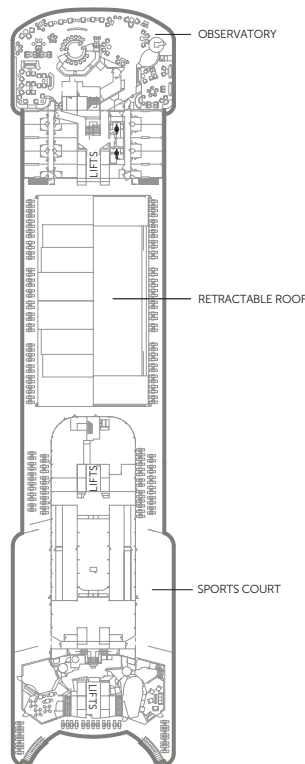 OBSERVATORY
LIFTS
RETRACTABLE ROOF
LIFTS
SPORTS COURT
LIFTS